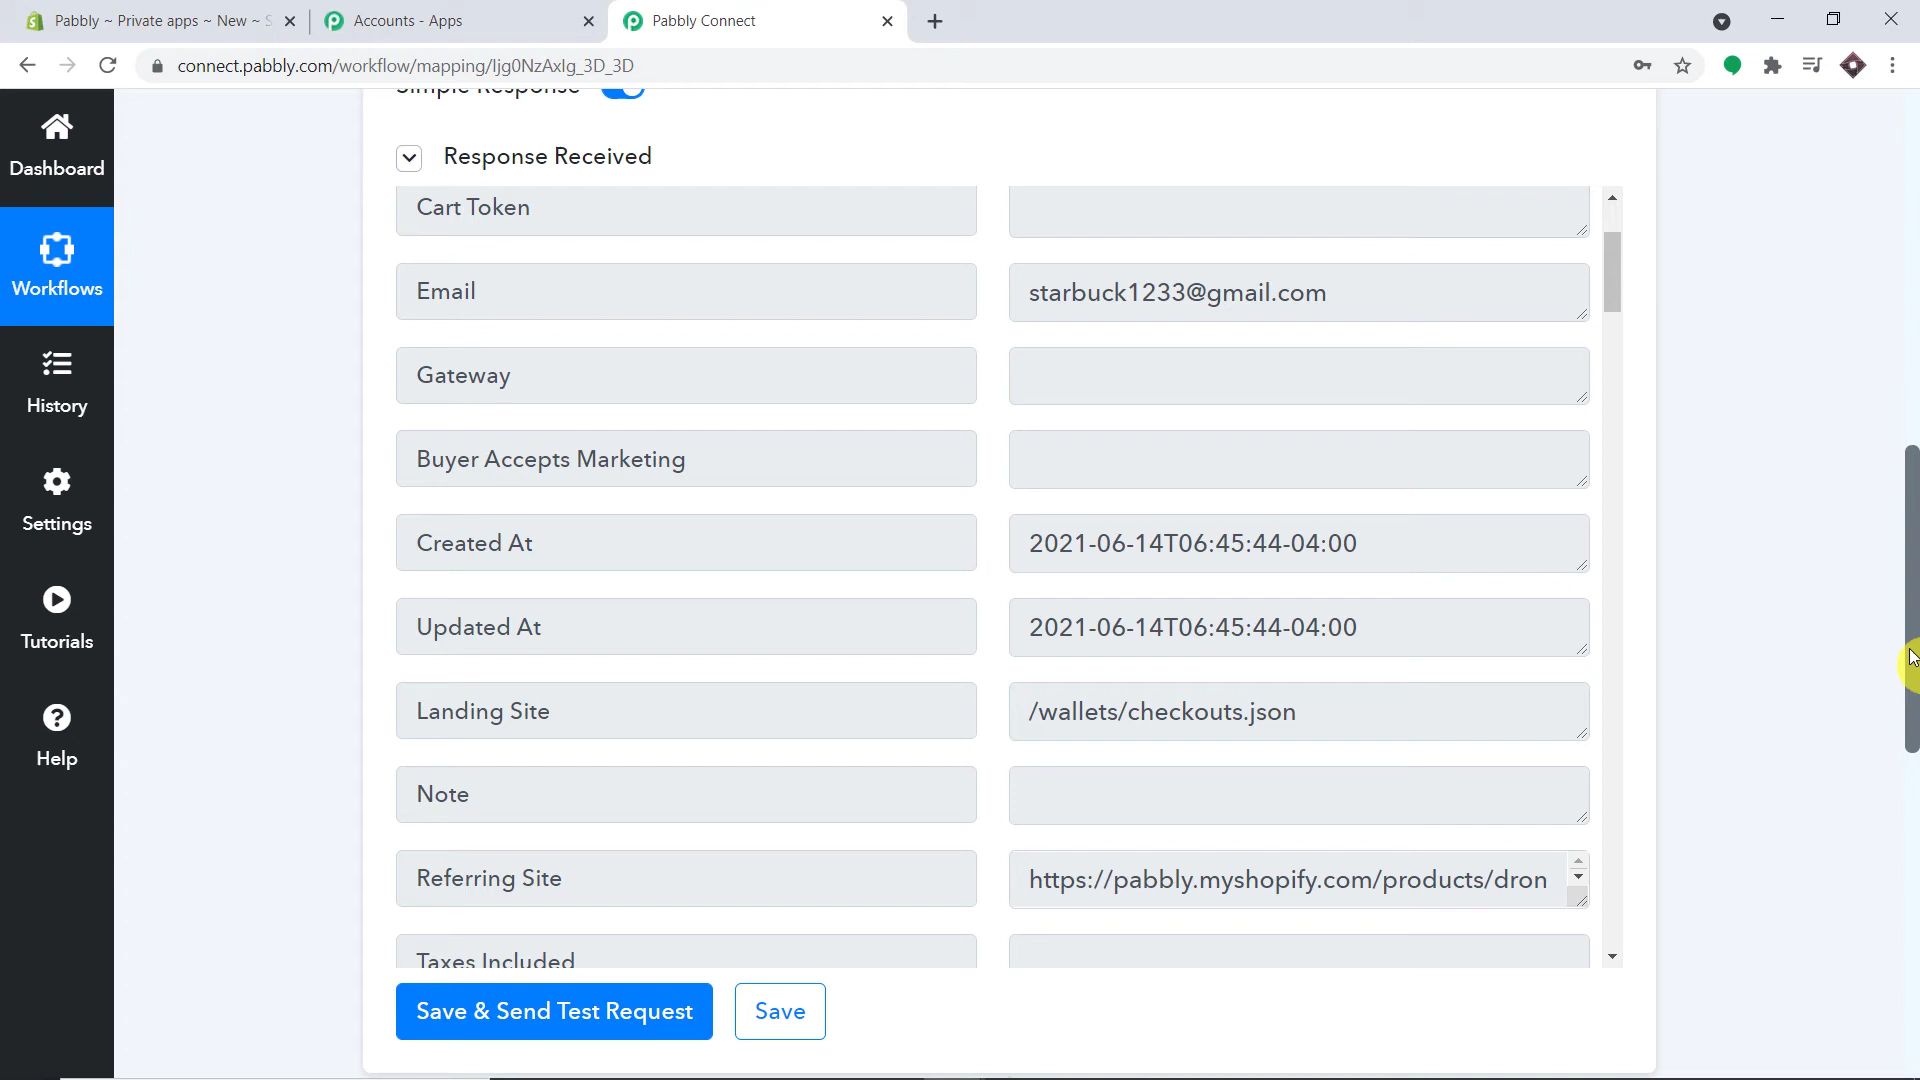 Pabbly ~ Private apps ~ New ~ S
Accounts - Apps
Pabbly Connect
connect.pabbly.com/workflow/mapping/Ijg0NzAxIg_3D_3D
Simple Response
Dashboard
Workflows
History
Settings
Tutorials
Help
Response Received
Cart Token
Email
starbuck1233@gmail.com
Gateway
Buyer Accepts Marketing
Created At
2021-06-14T06:45:44-04:00
Updated At
2021-06-14T06:45:44-04:00
Landing Site
/wallets/checkouts.json
Note
Referring Site
https://pabbly.myshopify.com/products/dron
Taxes Included
Save & Send Test Request
Save